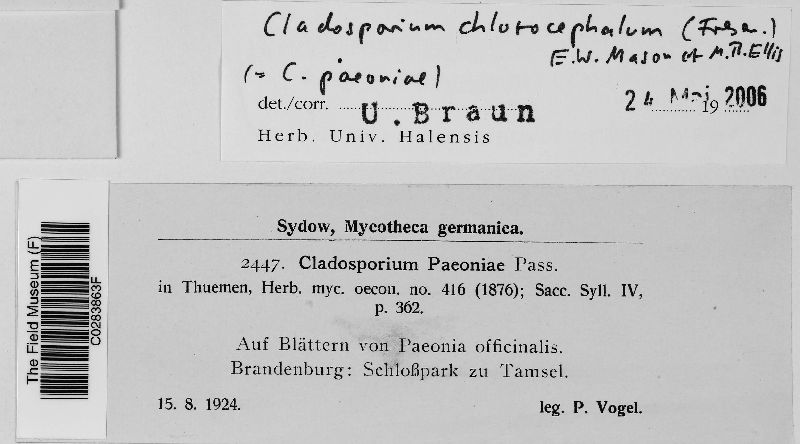 Cladosporium chlorocephalum (Fresen.)
E.W. Mason et M.B. Ellis
(= C. paeoniae)
det./corr. U. Braun 24 Mai 19 2006
Herb. Univ. Halensis
The Field Museum (F)
C0283863F
Sydow, Mycotheca germanica.
2447. Cladosporium Paeoniae Pass.
in Thuemen, Herb. myc. oecon. no. 416 (1876); Sacc. Syll. IV,
p. 362.
Auf Blättern von Paeonia officinalis.
Brandenburg: Schloßpark zu Tamsel.
15. 8. 1924. leg. P. Vogel.